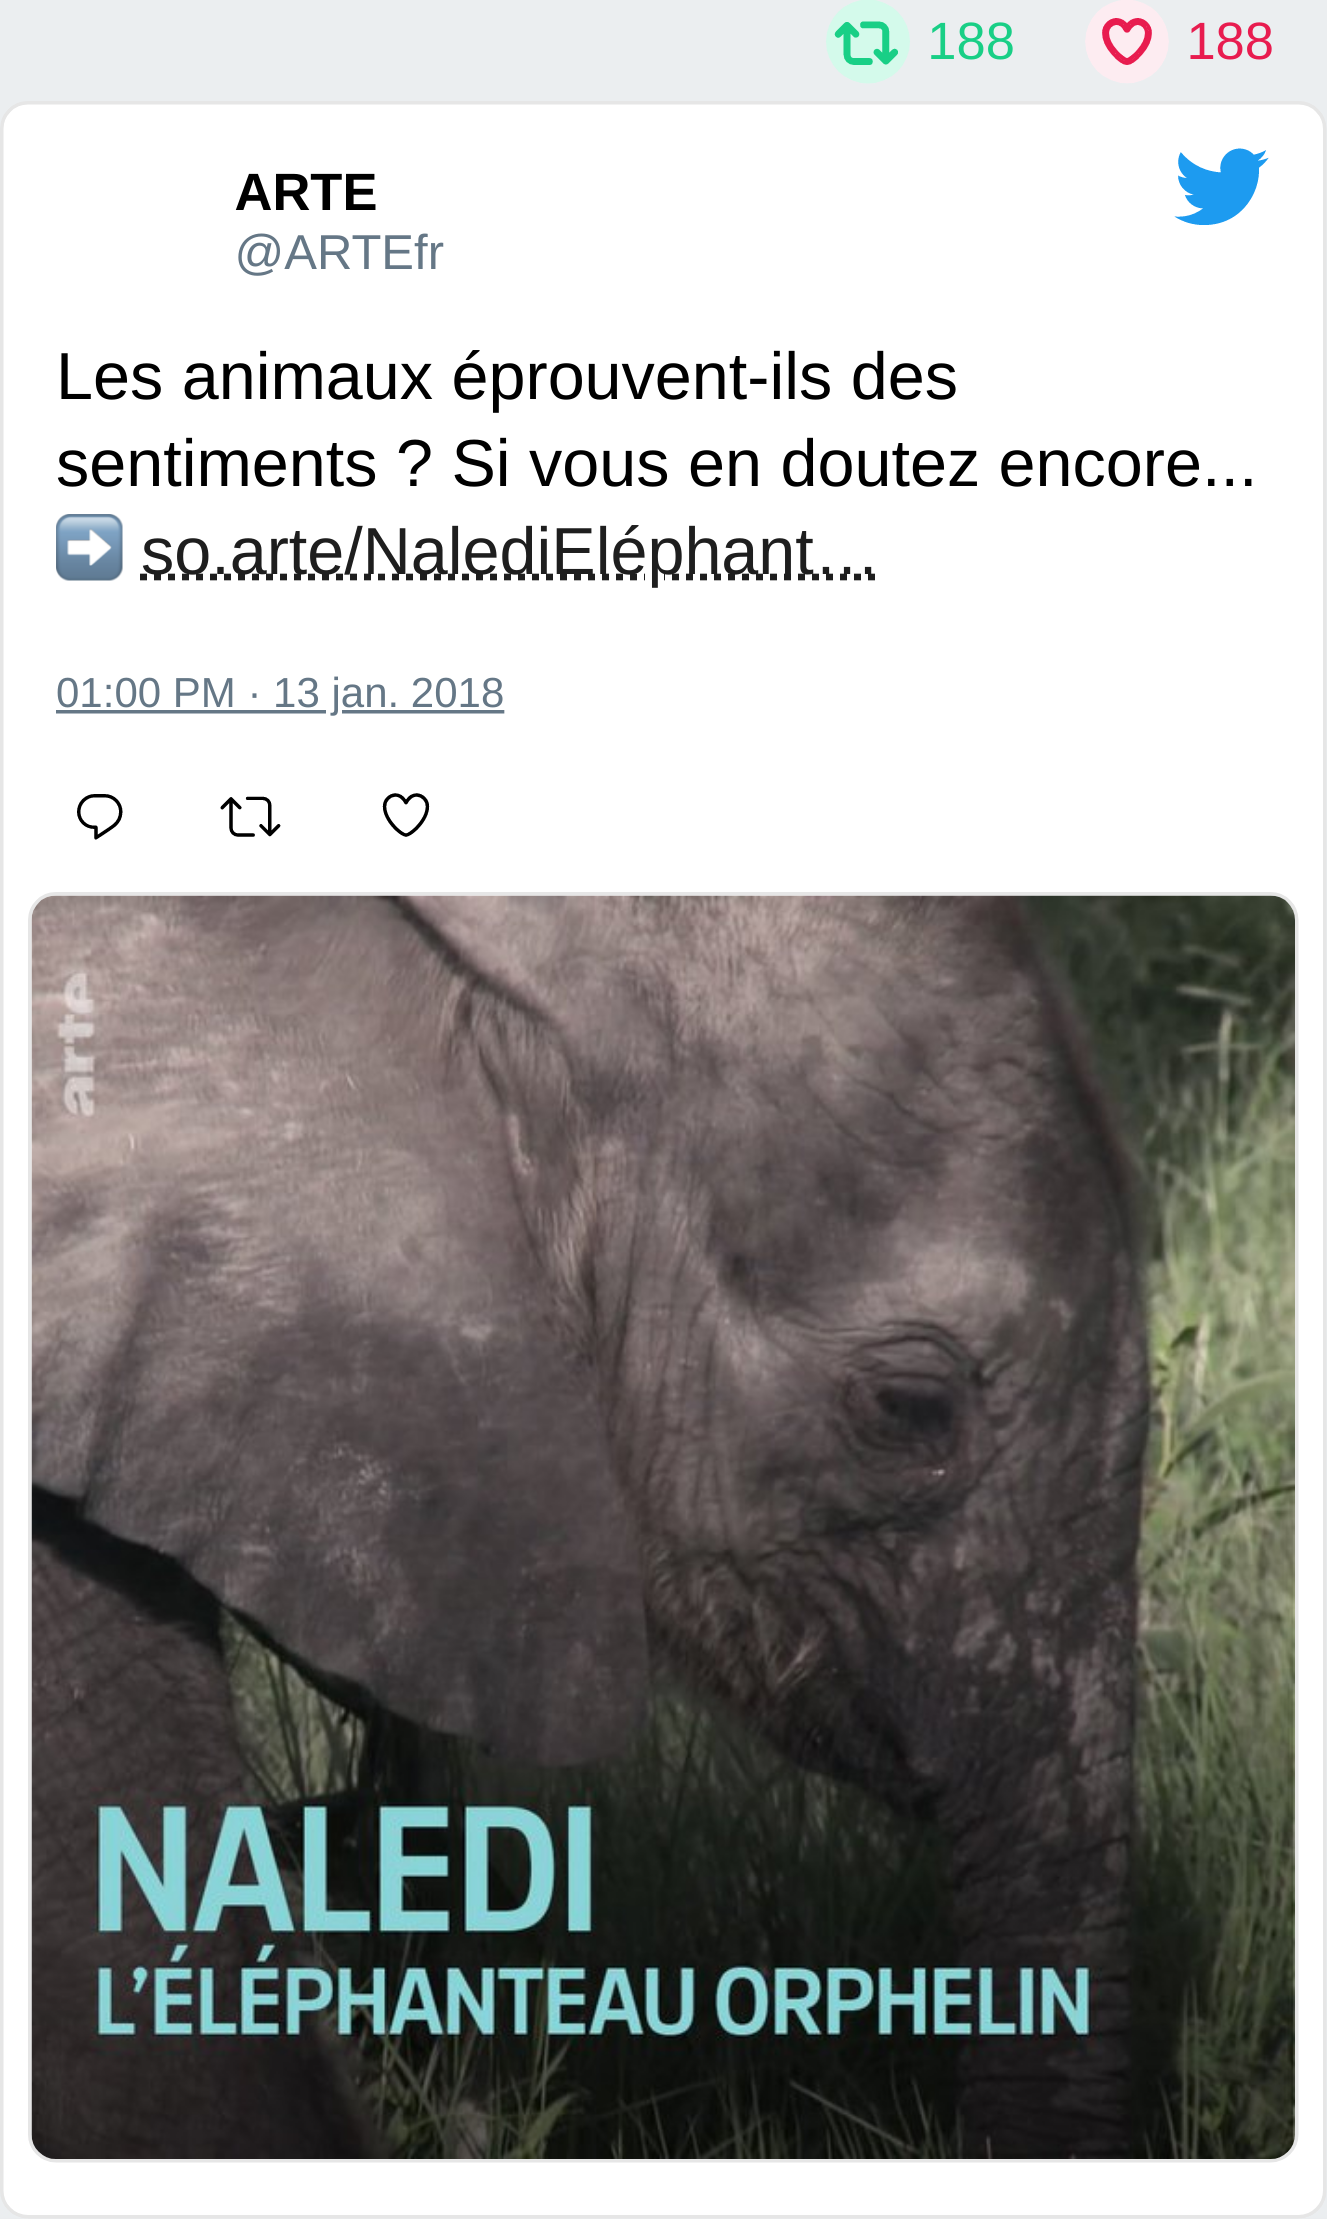 188 188
ARTE
@ARTEfr
Les animaux éprouvent-ils des
sentiments ? Si vous en doutez encore...
➡️ so.arte/NalediEléphant...
01:00 PM · 13 jan. 2018
arte
NALEDI
L’ÉLÉPHANTEAU ORPHELIN